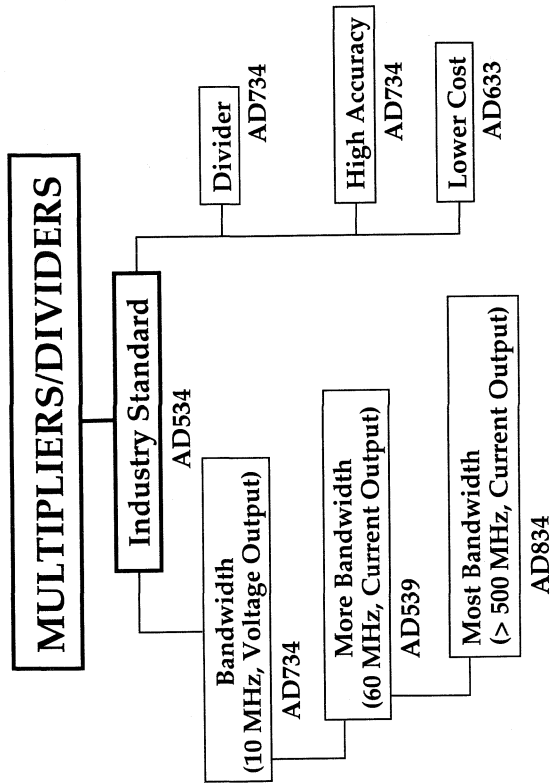 MULTIPLIERS/DIVIDERS
Industry Standard
AD534
Bandwidth
(10 MHz, Voltage Output)
AD734
More Bandwidth
(60 MHz, Current Output)
AD539
Most Bandwidth
(> 500 MHz, Current Output)
AD834
Divider
AD734
High Accuracy
AD734
Lower Cost
AD633